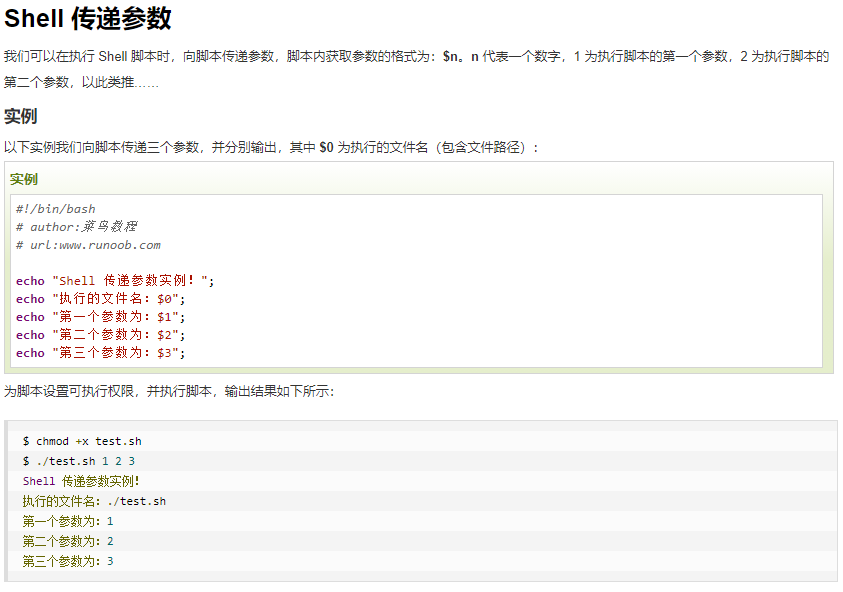 Shell 传递参数
我们可以在执行 Shell 脚本时，向脚本传递参数，脚本内获取参数的格式为：$n。n 代表一个数字，1 为执行脚本的第一个参数，2 为执行脚本的
第二个参数，以此类推……
实例
以下实例我们向脚本传递三个参数，并分别输出，其中 $0 为执行的文件名（包含文件路径）：
实例
#!/bin/bash
# author:菜鸟教程
# url:www.runoob.com
echo "Shell 传递参数实例！";
echo "执行的文件名：$0";
echo "第一个参数为：$1";
echo "第二个参数为：$2";
echo "第三个参数为：$3";
为脚本设置可执行权限，并执行脚本，输出结果如下所示：
$ chmod +x test.sh
$ ./test.sh 1 2 3
Shell 传递参数实例！
执行的文件名：./test.sh
第一个参数为：1
第二个参数为：2
第三个参数为：3